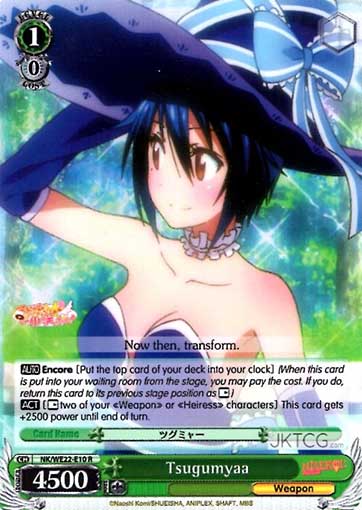 LEVEL
1
0
COST
Now then, transform.
AUTO Encore [Put the top card of your deck into your clock] (When this card
is put into your waiting room from the stage, you may pay the cost. If you do,
return this card to its previous stage position as )
ACT [ two of your «Weapon» or «Heiress» characters] This card gets
+2500 power until end of turn.
Card Name ツグミャー
JKTCG.com
CH NK/WE22-E10 R
Tsugumyaa
POWER
4500
Weapon
©Naoshi Komi/SHUEISHA, ANIPLEX, SHAFT, MBS